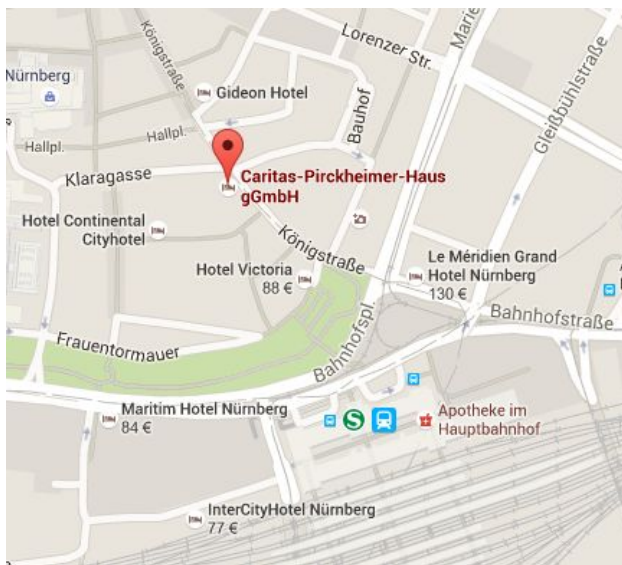 Lorenzer Str.
Marie
Königstraße
Gleißbühlstraße
Nürnberg
Gideon Hotel
Bauhof
Hallpl.
Hallpl.
Klaragasse
Caritas-Pirckheimer-Haus
gGmbH
Hotel Continental
Cityhotel
Königstraße
Le Méridien Grand
Hotel Nürnberg
130 €
Hotel Victoria
88 €
Bahnhofstraße
Frauentormauer
Bahnhofspl.
Maritim Hotel Nürnberg
84 €
S
Apotheke im
Hauptbahnhof
InterCityHotel Nürnberg
77 €